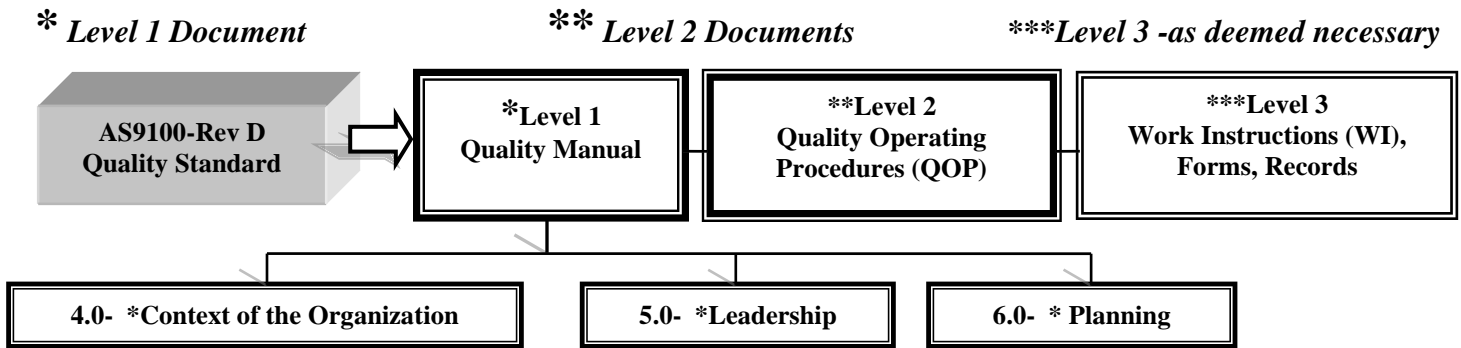 * Level 1 Document
** Level 2 Documents
***Level 3 -as deemed necessary
AS9100-Rev D
Quality Standard
*Level 1
Quality Manual
**Level 2
Quality Operating
Procedures (QOP)
***Level 3
Work Instructions (WI),
Forms, Records
4.0- *Context of the Organization
5.0- *Leadership
6.0- * Planning